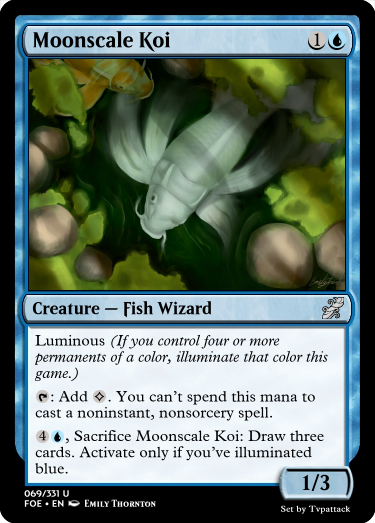 Moonscale Koi 1
Creature — Fish Wizard
Luminous (If you control four or more
permanents of a color, illuminate that color this
game.)
: Add . You can't spend this mana to
cast a noninstant, nonsorcery spell.
4, Sacrifice Moonscale Koi: Draw three
cards. Activate only if you've illuminated
blue.
1/3
069/331 U
FOE • EN Emily Thornton
Set by Tvpattack